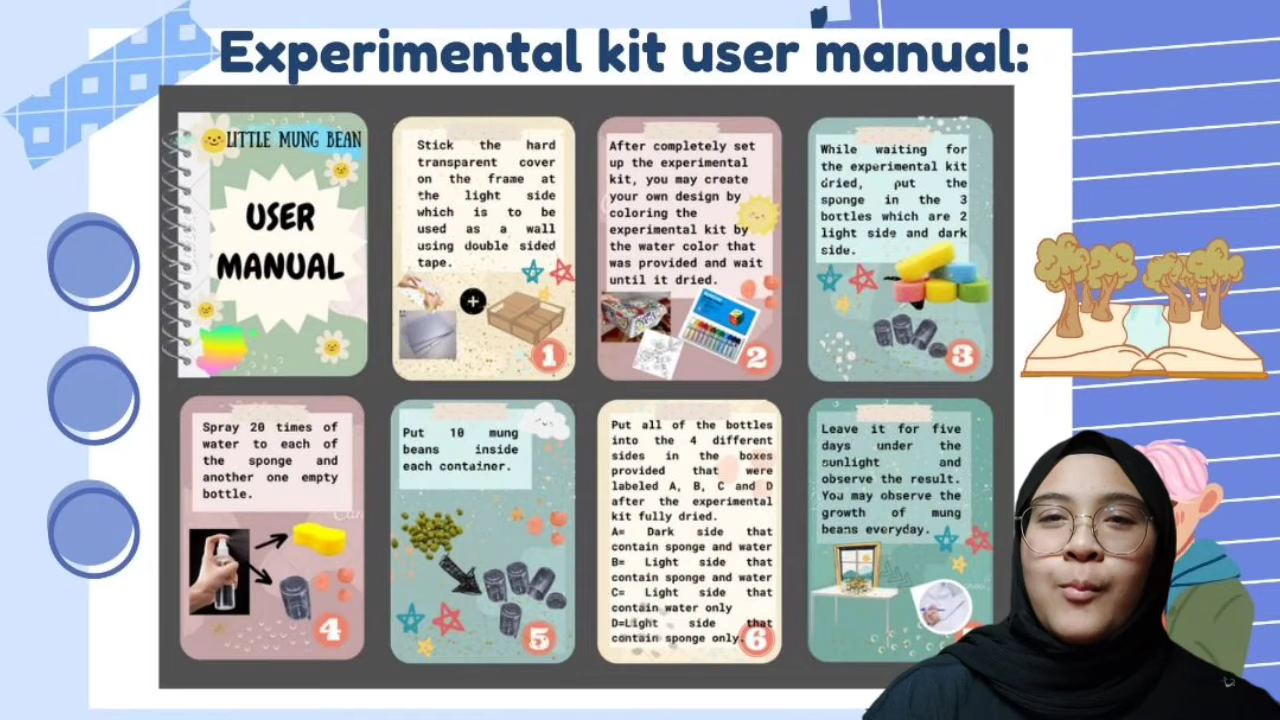 Experimental kit user manual:
LITTLE MUNG BEAN
USER
MANUAL
Stick the hard
transparent cover
on the frame at
the light side
which is to be
used as a wall
using double sided
tape.
1
After completely set
up the experimental
kit, you may create
your own design by
coloring the
experimental kit by
the water color that
was provided and wait
until it dried.
2
While waiting for
the experimental kit
dried, put the
sponge in the 3
bottles which are 2
light side and dark
side.
3
Spray 20 times of
water to each of
the sponge and
another one empty
bottle.
4
Put 10 mung
beans inside
each container.
5
Put all of the bottles
into the 4 different
sides in the boxes
provided that were
labeled A, B, C and D
after the experimental
kit fully dried.
A= Dark side that
contain sponge and water
B= Light side that
contain sponge and water
C= Light side that
contain water only
D=Light side that
contain sponge only.
6
Leave it for five
days under the
sunlight and
observe the result.
You may observe the
growth of mung
beans everyday.